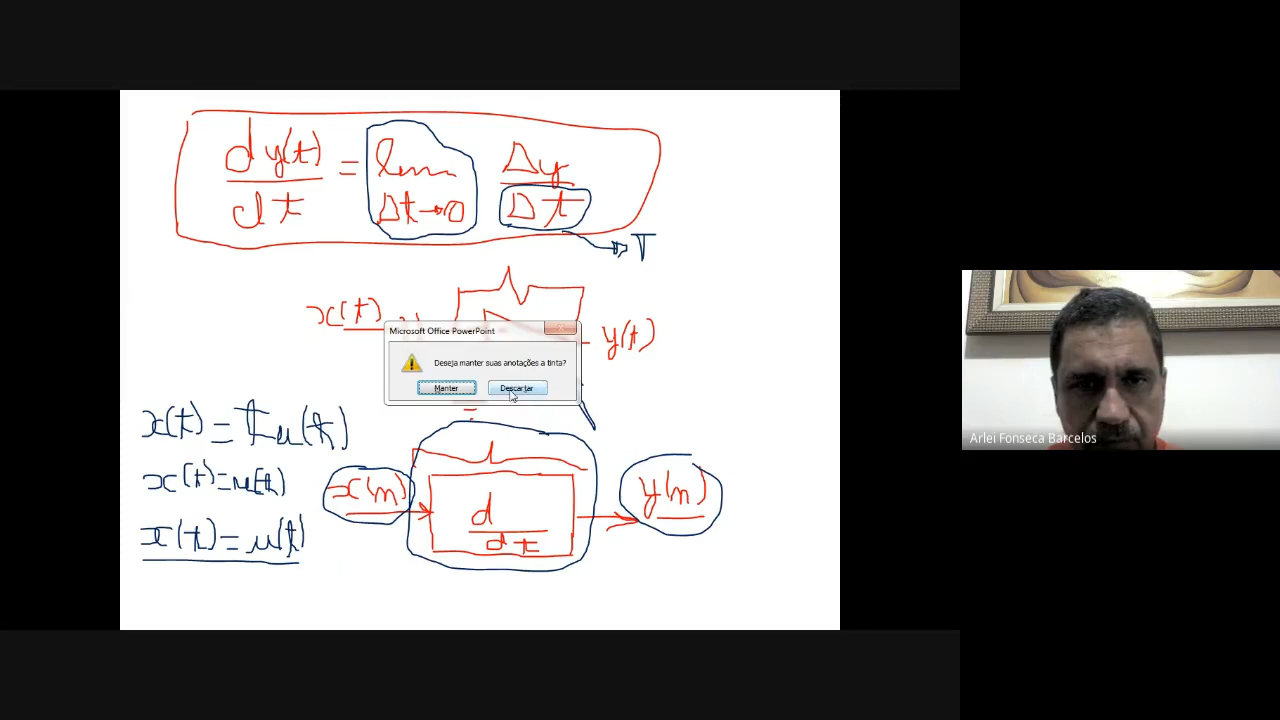 d y(t) / dt = lim Δt→0 Δy / Δt
T
x(t)
y(t)
Microsoft Office PowerPoint
Deseja manter suas anotações a tinta?
Manter Descartar
x(t) = u(t)
x(t) = u(t)
x(n) d / dt y(n)
x(t) = u(t)
Arlei Fonseca Barcelos